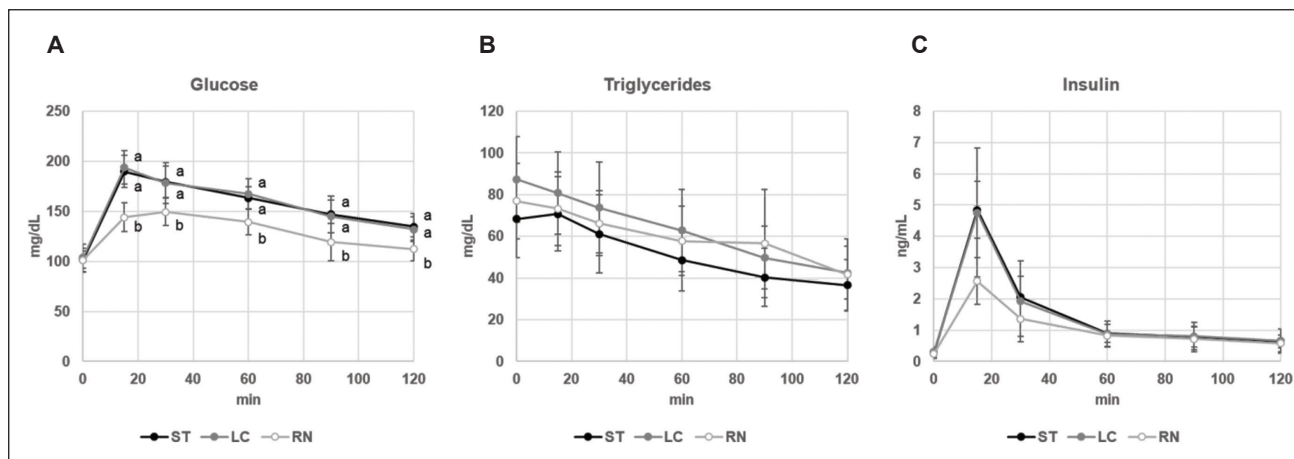 A
Glucose
mg/dL
250
200
150
100
50
0
a
a
a
a
a
a
a
a
a
a
b
b
b
b
b
0 20 40 60 80 100 120
min
ST LC RN
B
Triglycerides
mg/dL
120
100
80
60
40
20
0
0 20 40 60 80 100 120
min
ST LC RN
C
Insulin
ng/mL
8
7
6
5
4
3
2
1
0
0 20 40 60 80 100 120
min
ST LC RN